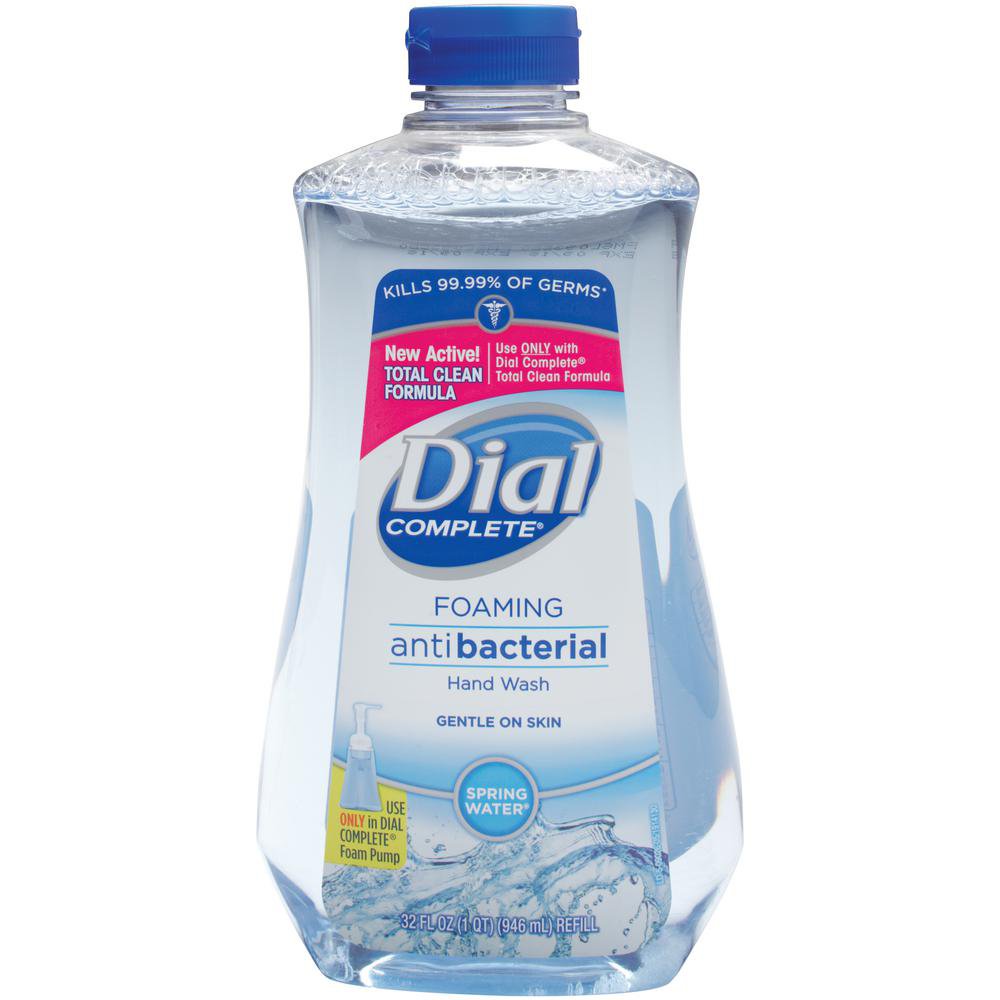 KILLS 99.99% OF GERMS*
New Active!
TOTAL CLEAN
FORMULA
Use ONLY with
Dial Complete®
Total Clean Formula
Dial
COMPLETE®
FOAMING
antibacterial
Hand Wash
GENTLE ON SKIN
SPRING
WATER®
USE
ONLY in DIAL
COMPLETE®
Foam Pump
32 FL OZ (1 QT) (946 mL) REFILL